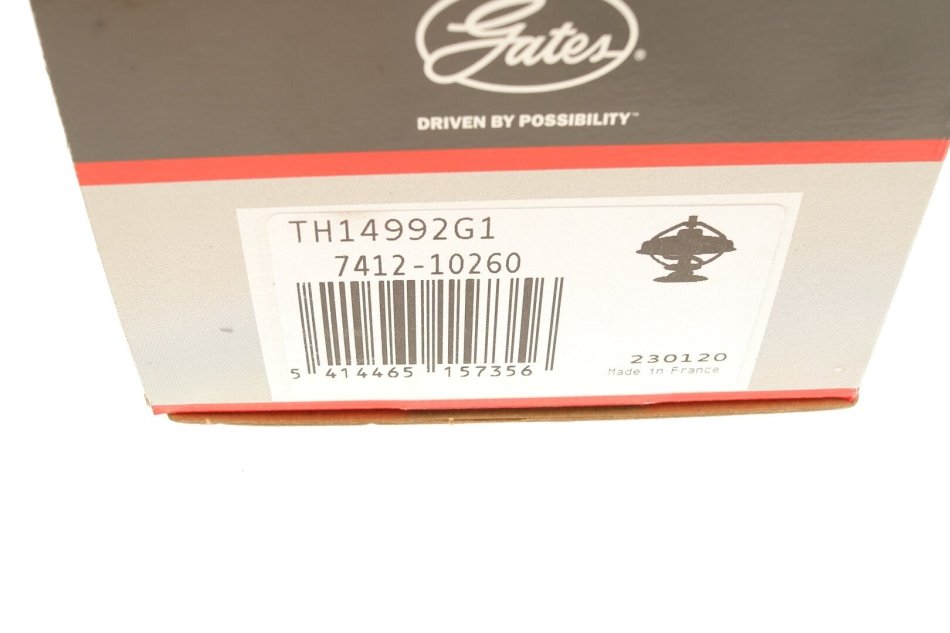 Gates®
DRIVEN BY POSSIBILITY™
TH14992G1
7412-10260
5 414465 157356
230120
Made in France